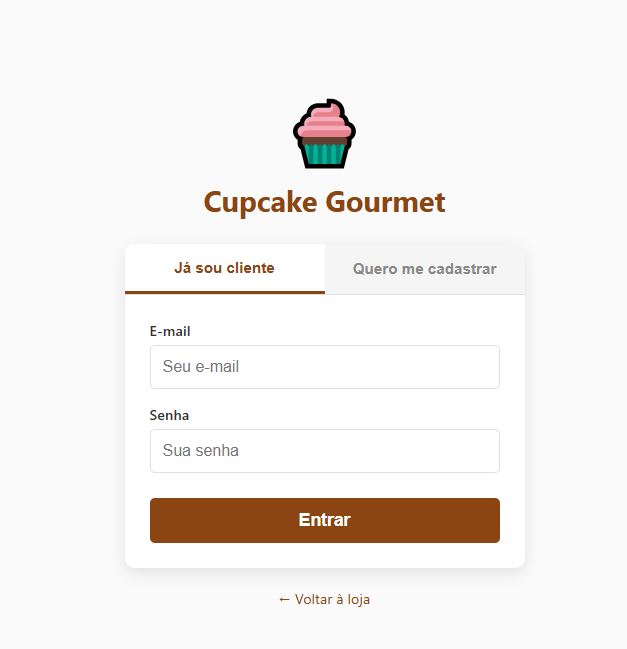 Cupcake Gourmet
Já sou cliente
Quero me cadastrar
E-mail
Seu e-mail
Senha
Sua senha
Entrar
← Voltar à loja